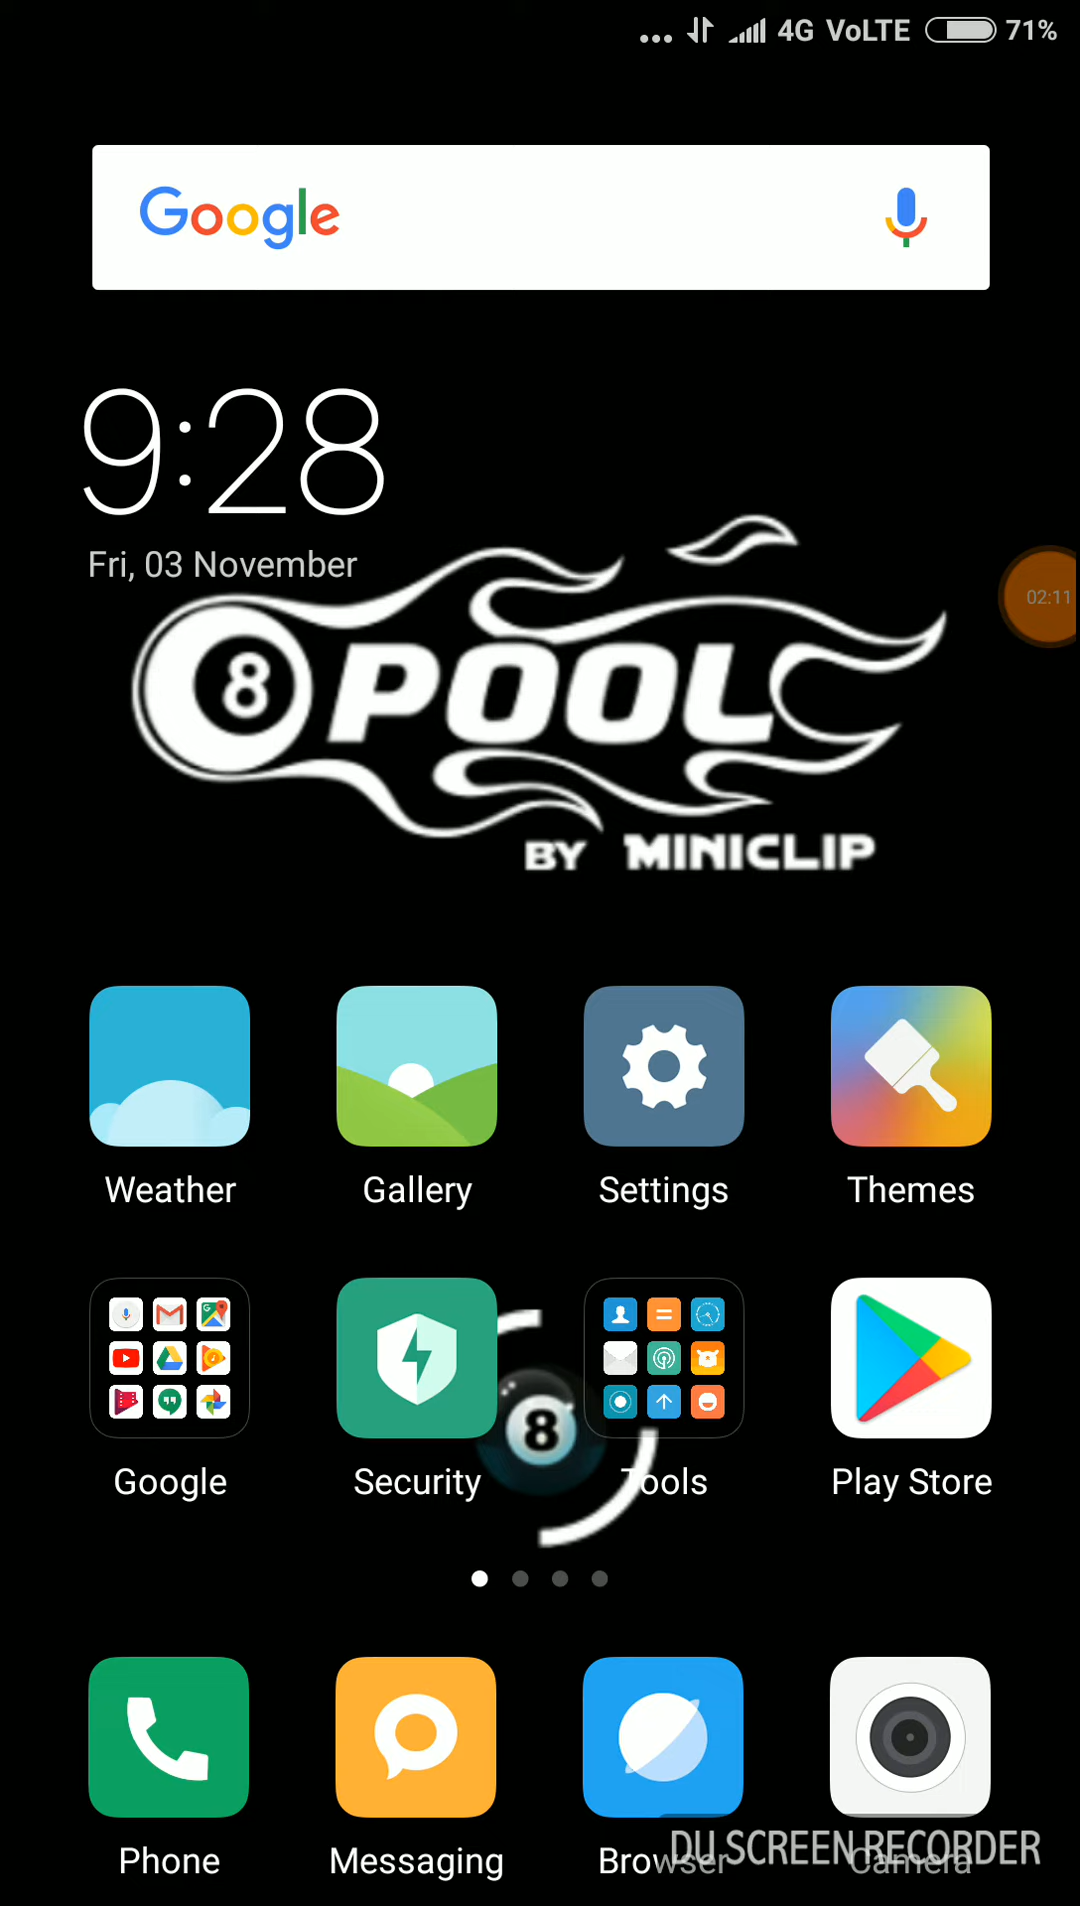 ... 4G VoLTE 71%
Google
9:28
Fri, 03 November
02:11
8 POOL
BY MINICLIP
Weather Gallery Settings Themes
8
Google Security Tools Play Store
Phone Messaging Browser Camera
DU SCREEN RECORDER